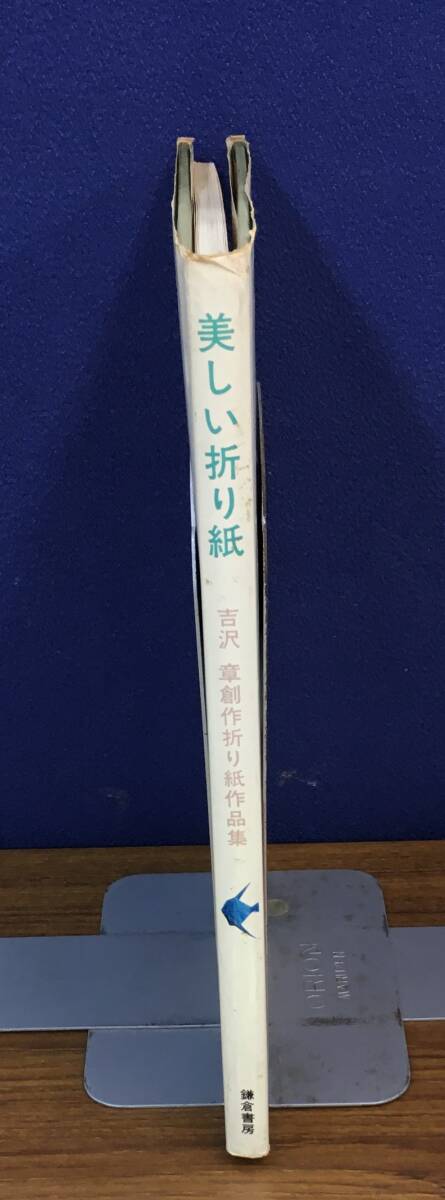 美しい折り紙
吉沢 章創作折り紙作品集
鎌倉書房